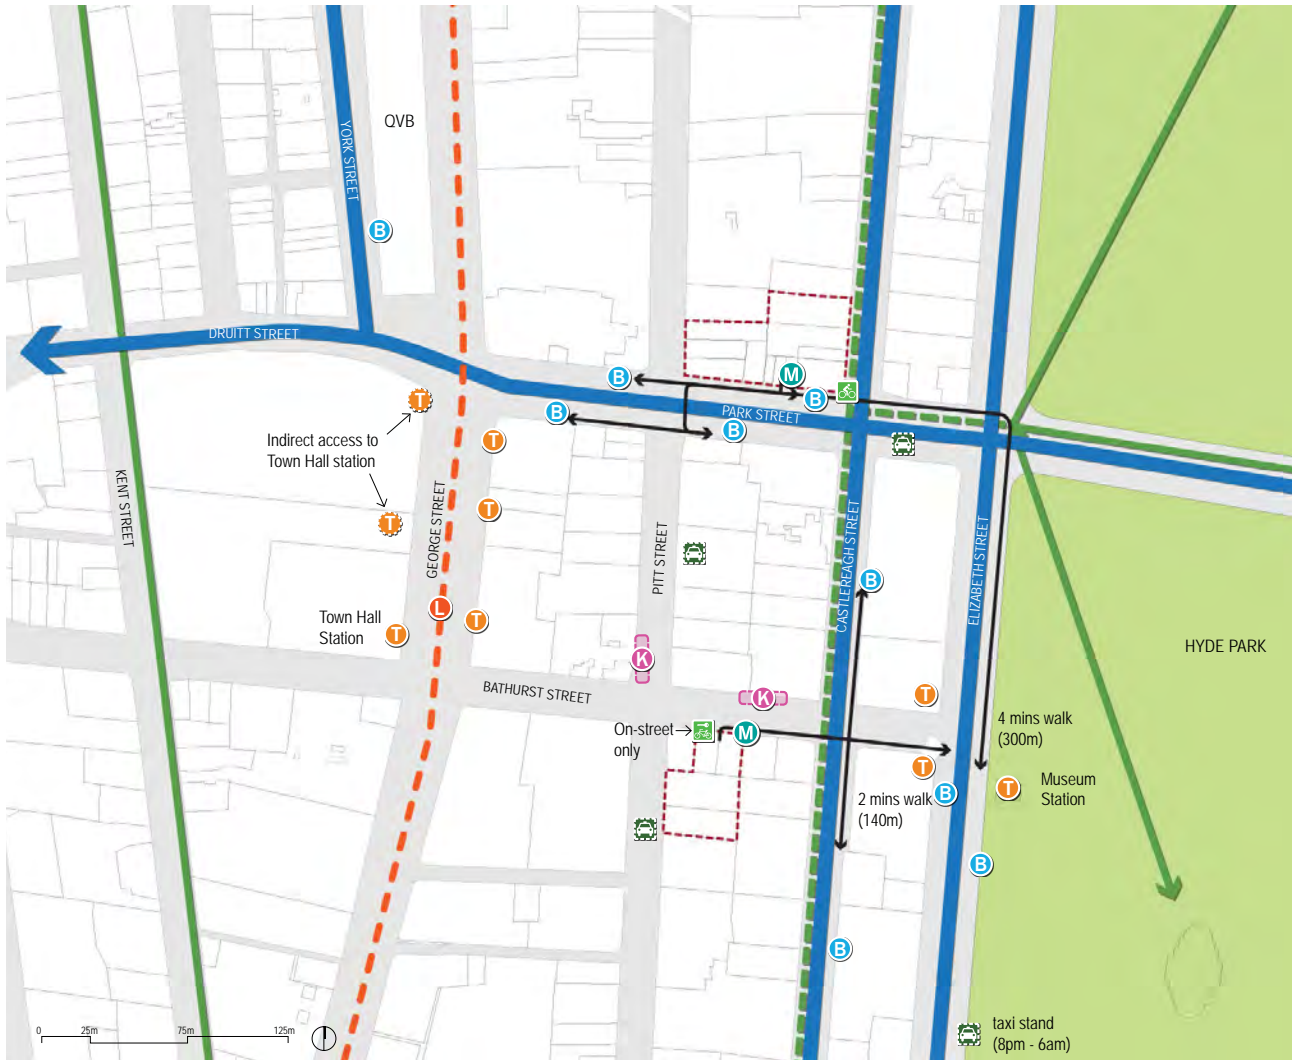 QVB
YORK STREET
B
DRUITT STREET
B
M
B
PARK STREET
B
B
T
Indirect access to
Town Hall station
T
T
T
KENT STREET
GEORGE STREET
PITT STREET
CASTLEREAGH STREET
B
ELIZABETH STREET
L
T
Town Hall
Station
T
K
HYDE PARK
BATHURST STREET
K
T
On-street
only
M
4 mins walk
(300m)
T
2 mins walk
(140m)
B
T
Museum
Station
B
B
0 25m 75m 125m
taxi stand
(8pm - 6am)